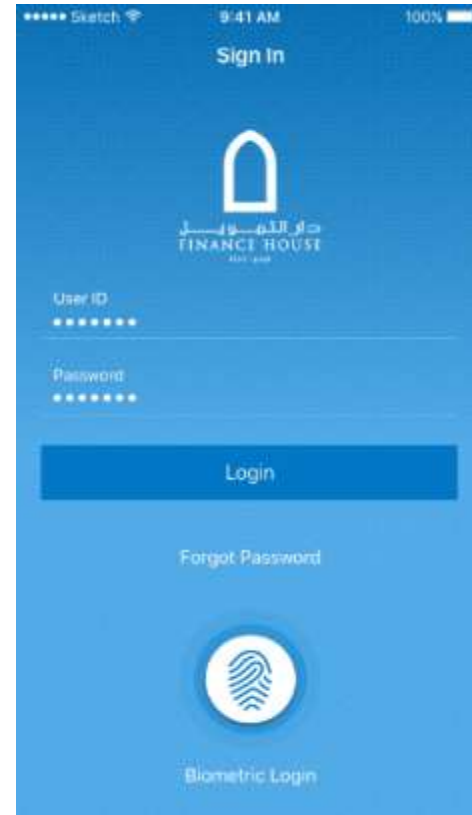 Sketch 9:41 AM 100%
Sign In
دار التمويل
FINANCE HOUSE
User ID
Password
Login
Forgot Password
Biometric Login